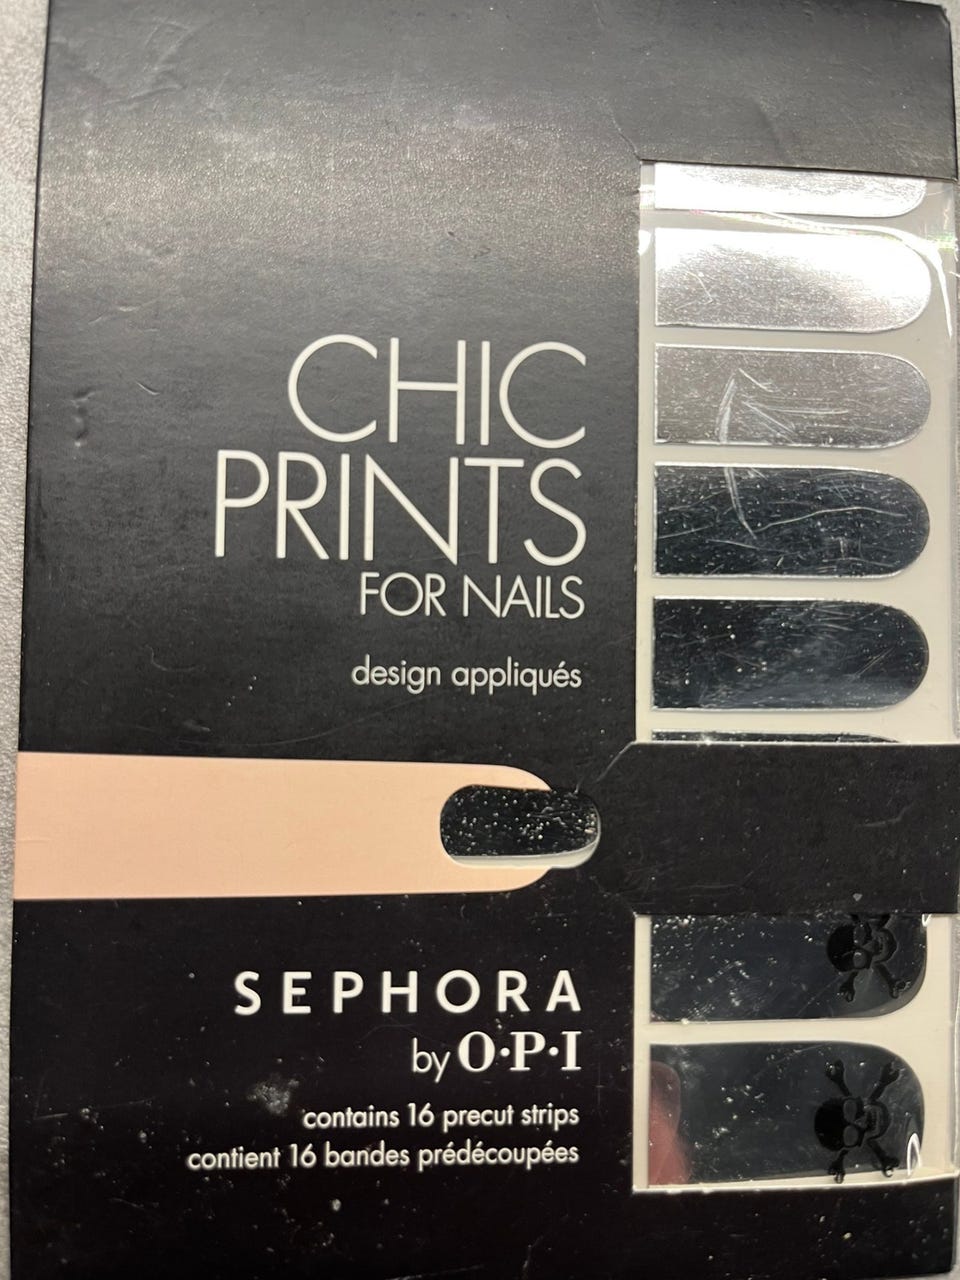 CHIC
PRINTS
FOR NAILS
design appliqués
SEPHORA
by O·P·I
contains 16 precut strips
contient 16 bandes prédécoupées